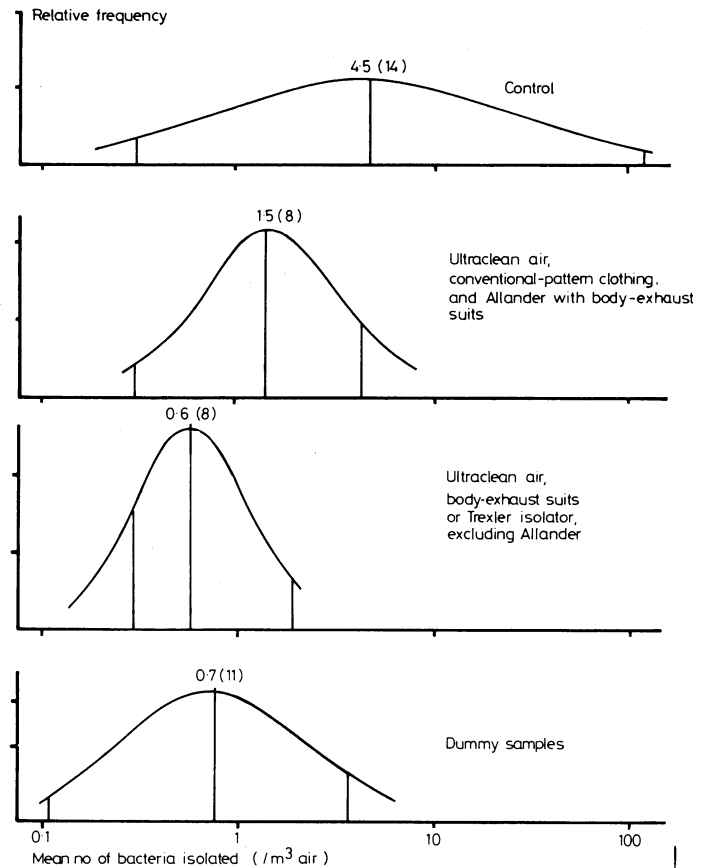 Relative frequency
4·5 (14)
Control
1·5 (8)
Ultraclean air,
conventional-pattern clothing,
and Allander with body-exhaust
suits
0·6 (8)
Ultraclean air,
body-exhaust suits
or Trexler isolator,
excluding Allander
0·7 (11)
Dummy samples
0·1 1 10 100
Mean no of bacteria isolated (/m³ air)